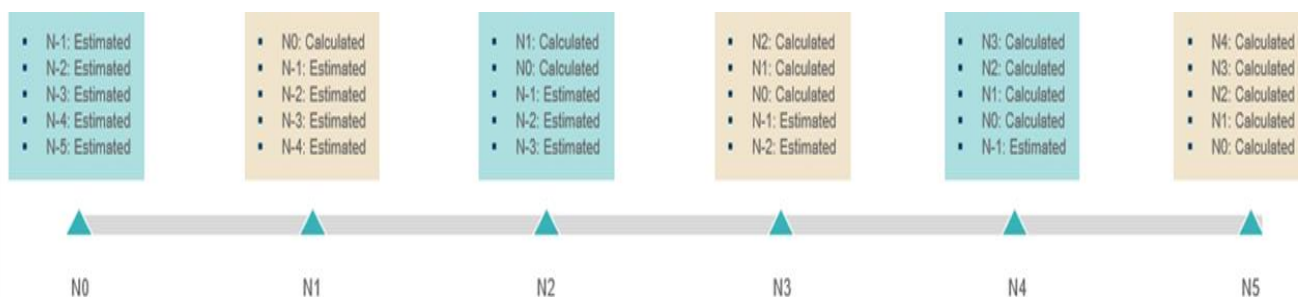 N-1: Estimated
N-2: Estimated
N-3: Estimated
N-4: Estimated
N-5: Estimated
N0: Calculated
N-1: Estimated
N-2: Estimated
N-3: Estimated
N-4: Estimated
N1: Calculated
N0: Calculated
N-1: Estimated
N-2: Estimated
N-3: Estimated
N2: Calculated
N1: Calculated
N0: Calculated
N-1: Estimated
N-2: Estimated
N3: Calculated
N2: Calculated
N1: Calculated
N0: Calculated
N-1: Estimated
N4: Calculated
N3: Calculated
N2: Calculated
N1: Calculated
N0: Calculated
N0
N1
N2
N3
N4
N5